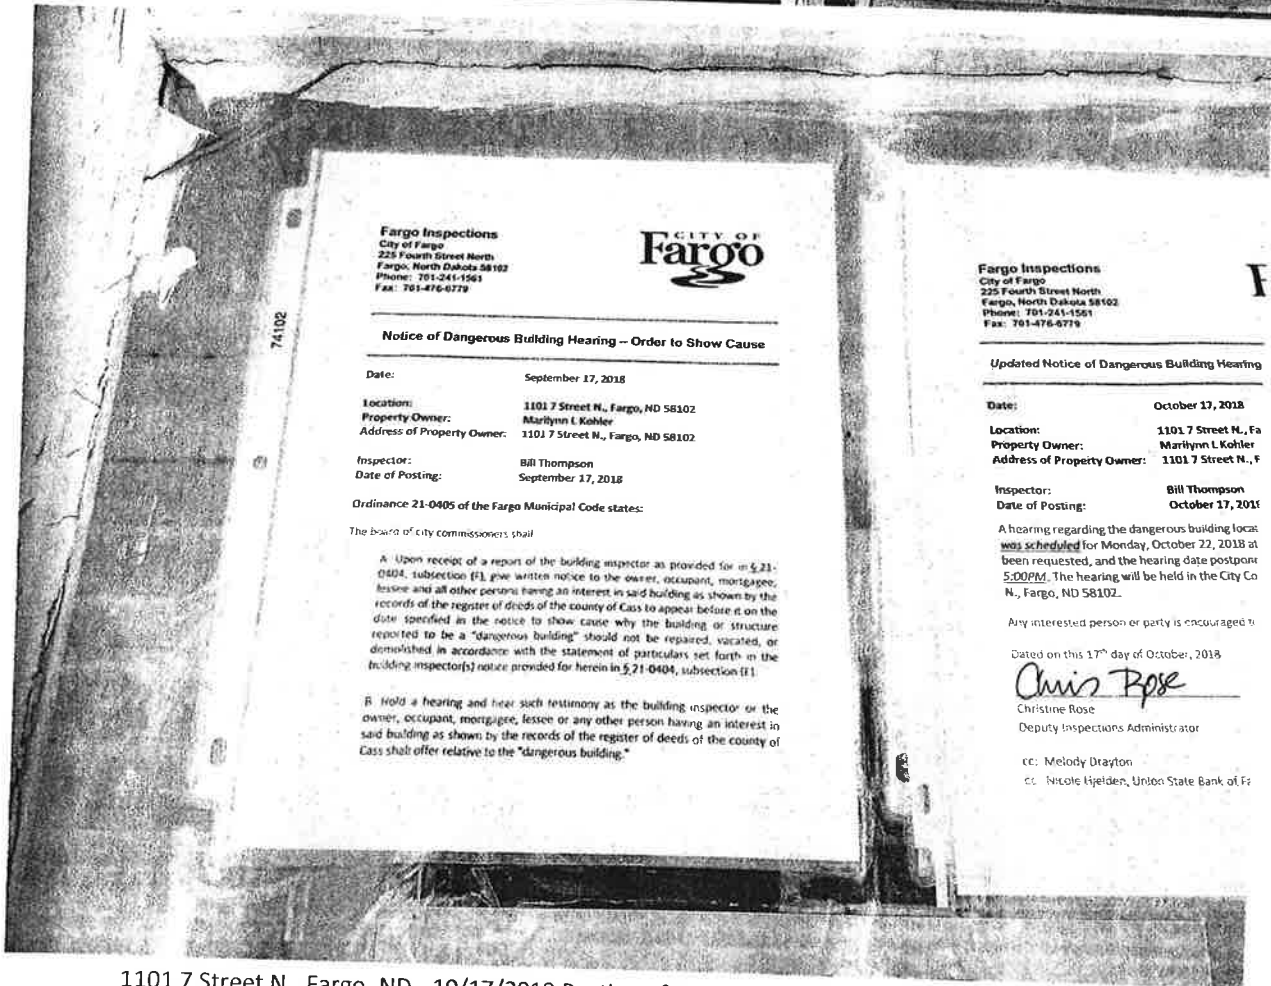 74102
Fargo Inspections
City of Fargo
225 Fourth Street North
Fargo, North Dakota 58102
Phone: 701-241-1561
Fax: 701-476-6779
CITY OF
Fargo
Notice of Dangerous Building Hearing – Order to Show Cause
Date: September 17, 2018
Location: 1101 7 Street N., Fargo, ND 58102
Property Owner: Marilynn L Kohler
Address of Property Owner: 1101 7 Street N., Fargo, ND 58102
Inspector: Bill Thompson
Date of Posting: September 17, 2018
Ordinance 21-0405 of the Fargo Municipal Code states:
The board of city commissioners shall
A Upon receipt of a report of the building inspector as provided for in § 21-
0404, subsection (F), give written notice to the owner, occupant, mortgagee,
lessee and all other persons having an interest in said building as shown by the
records of the register of deeds of the county of Cass to appear before it on the
date specified in the notice to show cause why the building or structure
reported to be a "dangerous building" should not be repaired, vacated, or
demolished in accordance with the statement of particulars set forth in the
building inspector(s) notice provided for herein in § 21-0404, subsection (F).
B Hold a hearing and hear such testimony as the building inspector or the
owner, occupant, mortgagee, lessee or any other person having an interest in
said building as shown by the records of the register of deeds of the county of
Cass shall offer relative to the "dangerous building."
Fargo Inspections
City of Fargo
225 Fourth Street North
Fargo, North Dakota 58102
Phone: 701-241-1561
Fax: 701-476-6779
F
Updated Notice of Dangerous Building Hearing
Date: October 17, 2018
Location: 1101 7 Street N., Fa
Property Owner: Marilynn L Kohler
Address of Property Owner: 1101 7 Street N., F
Inspector: Bill Thompson
Date of Posting: October 17, 201
A hearing regarding the dangerous building locat
was scheduled for Monday, October 22, 2018 at
been requested, and the hearing date postpone
5:00PM. The hearing will be held in the City Co
N., Fargo, ND 58102.
Any interested person or party is encouraged t
Dated on this 17th day of October, 2018
Chris Rose
Christine Rose
Deputy Inspections Administrator
cc: Melody Drayton
cc: Nicole Hjelden, Union State Bank of Fa
1101 7 Street N., Fargo, ND - 10/17/2018